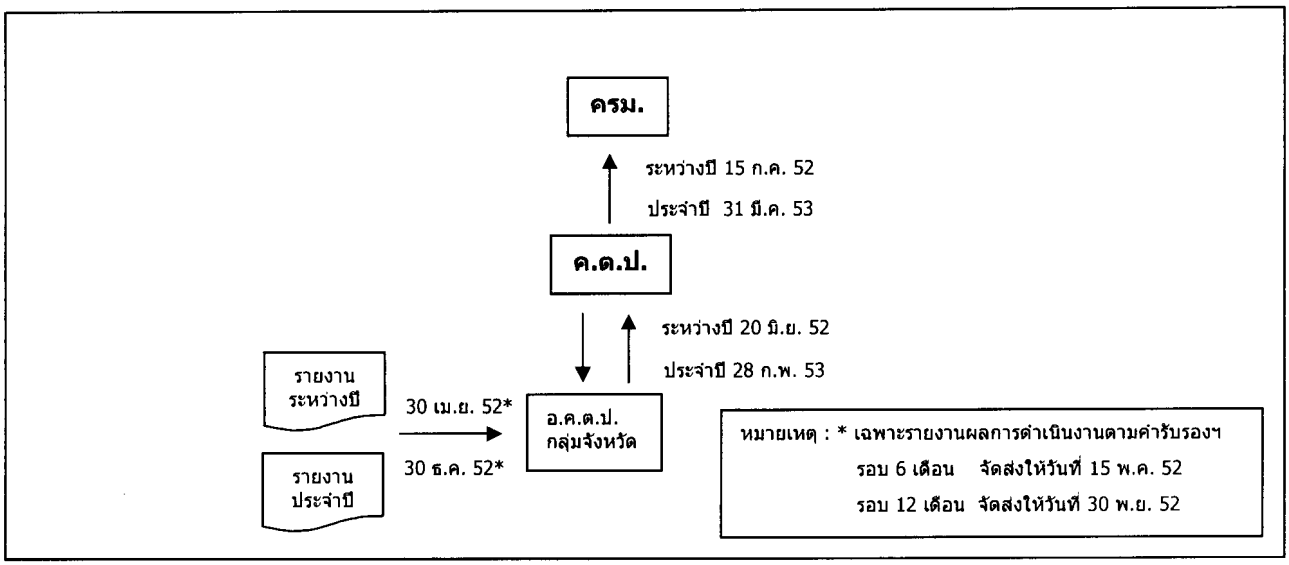 ครม.
ระหว่างปี 15 ก.ค. 52
ประจำปี 31 มี.ค. 53
ค.ต.ป.
ระหว่างปี 20 มิ.ย. 52
ประจำปี 28 ก.พ. 53
รายงาน
ระหว่างปี
30 เม.ย. 52*
อ.ค.ต.ป.
กลุ่มจังหวัด
30 ธ.ค. 52*
รายงาน
ประจำปี
หมายเหตุ : * เฉพาะรายงานผลการดำเนินงานตามคำรับรองฯ
รอบ 6 เดือน จัดส่งให้วันที่ 15 พ.ค. 52
รอบ 12 เดือน จัดส่งให้วันที่ 30 พ.ย. 52